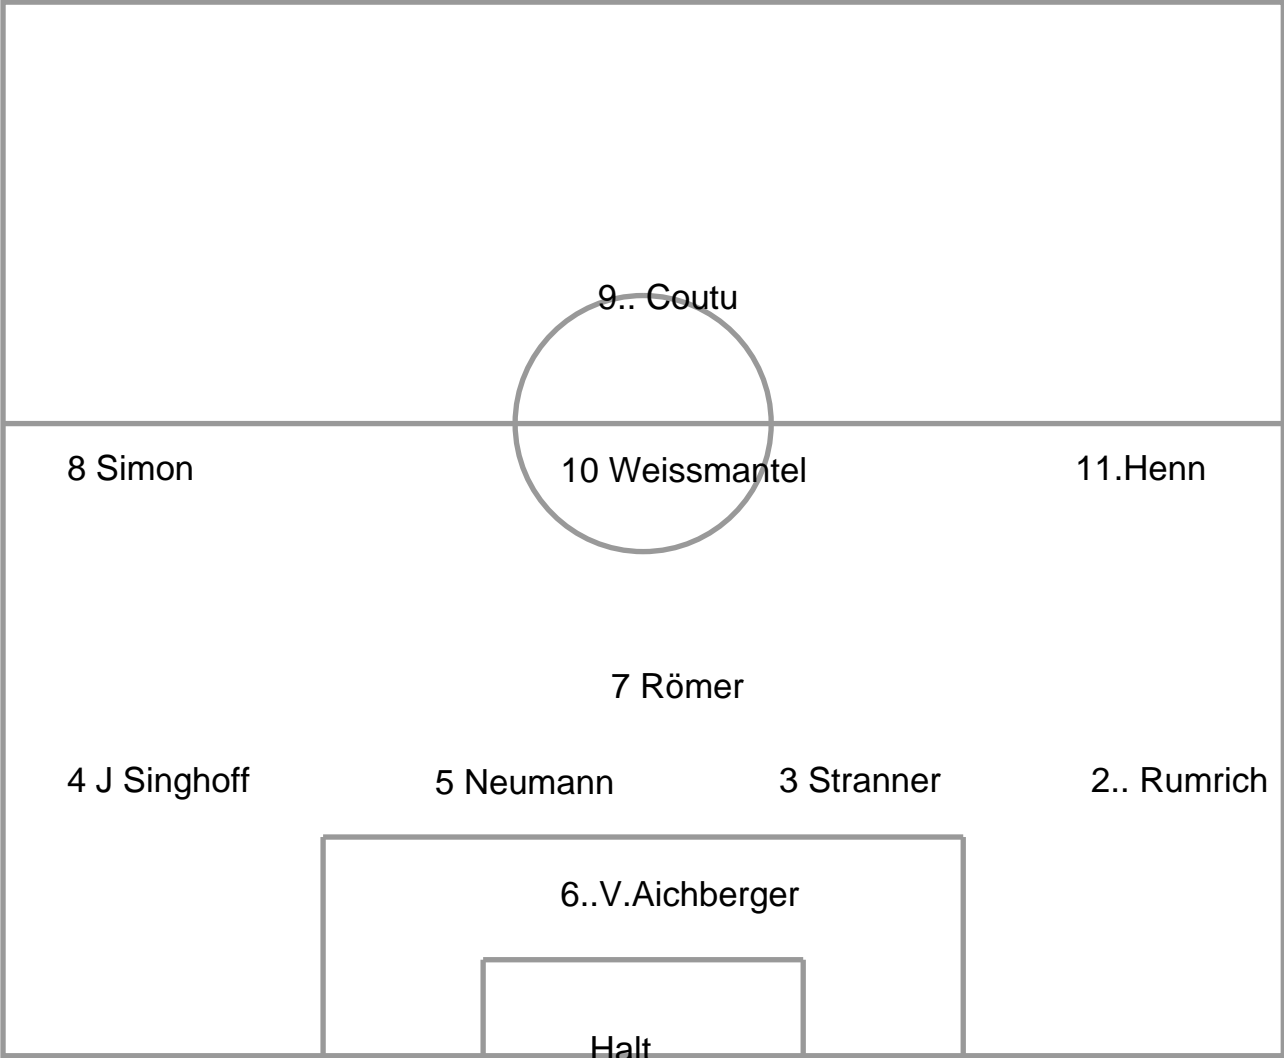 9.. Coutu
8 Simon
10 Weissmantel
11.Henn
7 Römer
4 J Singhoff
5 Neumann
3 Stranner
2.. Rumrich
6..V.Aichberger
Halt